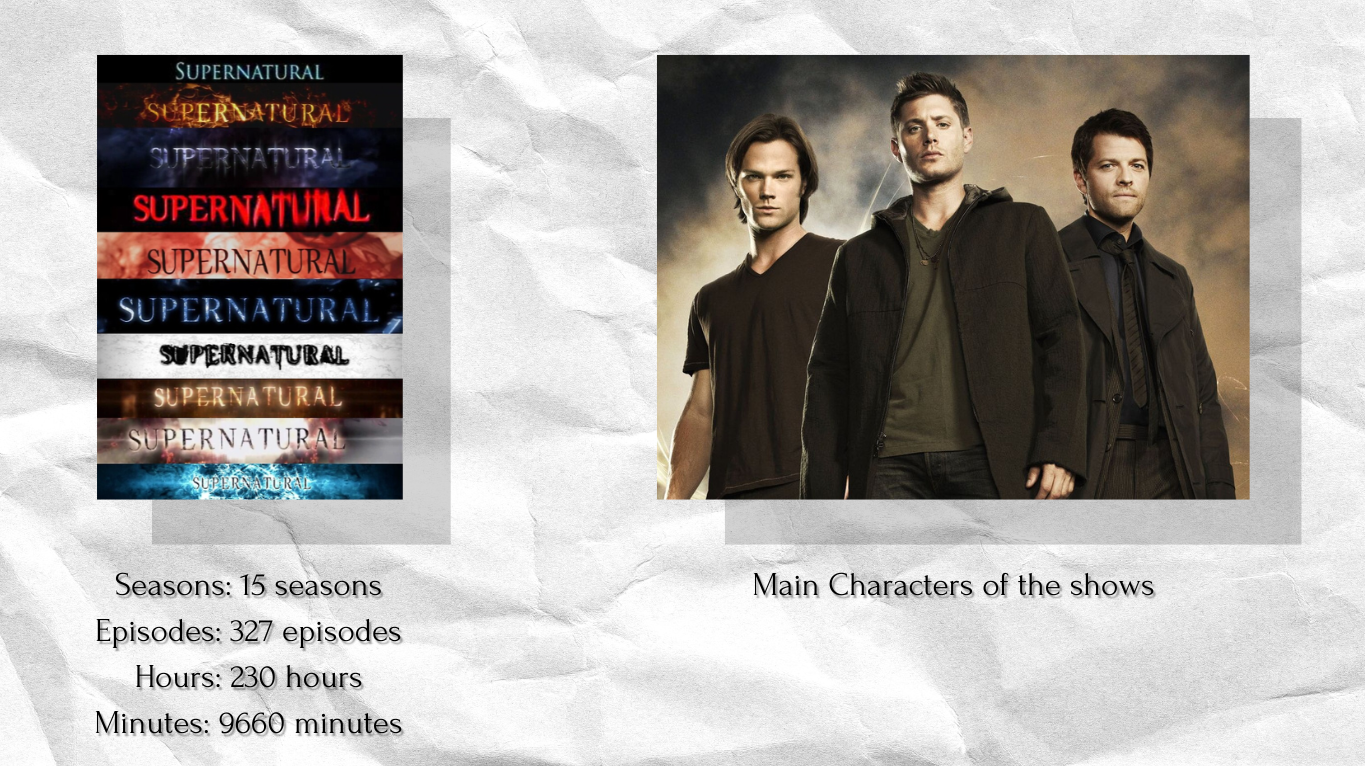 SUPERNATURAL
SUPERNATURAL
SUPERNATURAL
SUPERNATURAL
SUPERNATURAL
SUPERNATURAL
SUPERNATURAL
SUPERNATURAL
SUPERNATURAL
SUPERNATURAL
Seasons: 15 seasons
Episodes: 327 episodes
Hours: 230 hours
Minutes: 9660 minutes
Main Characters of the shows